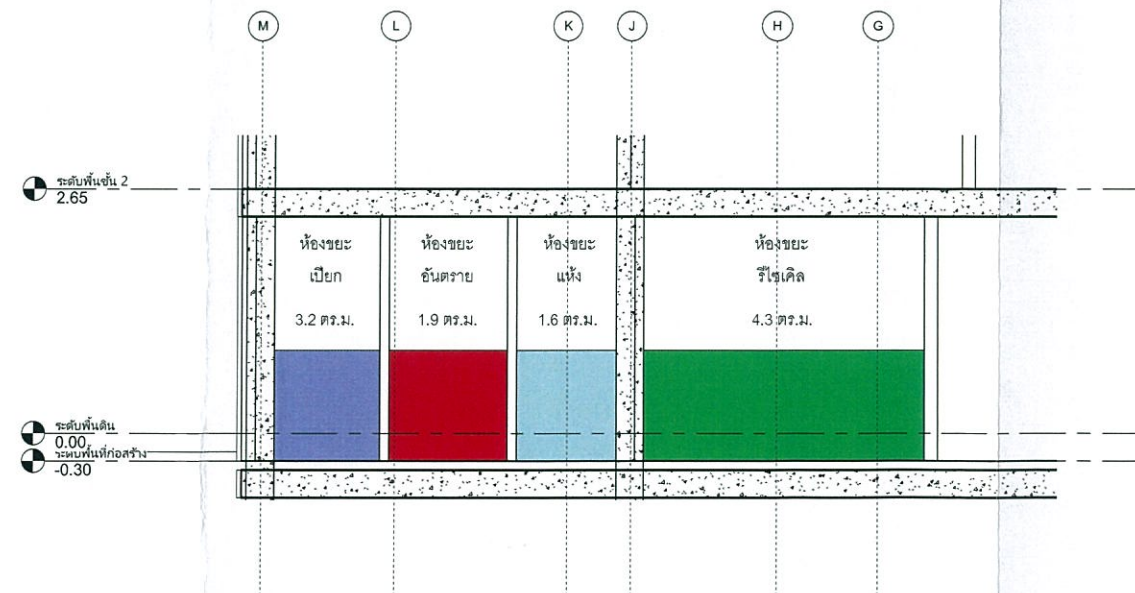 M L K J H G
ระดับพื้นชั้น 2
2.65
ห้องขยะ
เปียก
3.2 ตร.ม.
ห้องขยะ
อันตราย
1.9 ตร.ม.
ห้องขยะ
แห้ง
1.6 ตร.ม.
ห้องขยะ
รีไซเคิล
4.3 ตร.ม.
ระดับพื้นดิน
0.00
ระดับพื้นที่ก่อสร้าง
-0.30